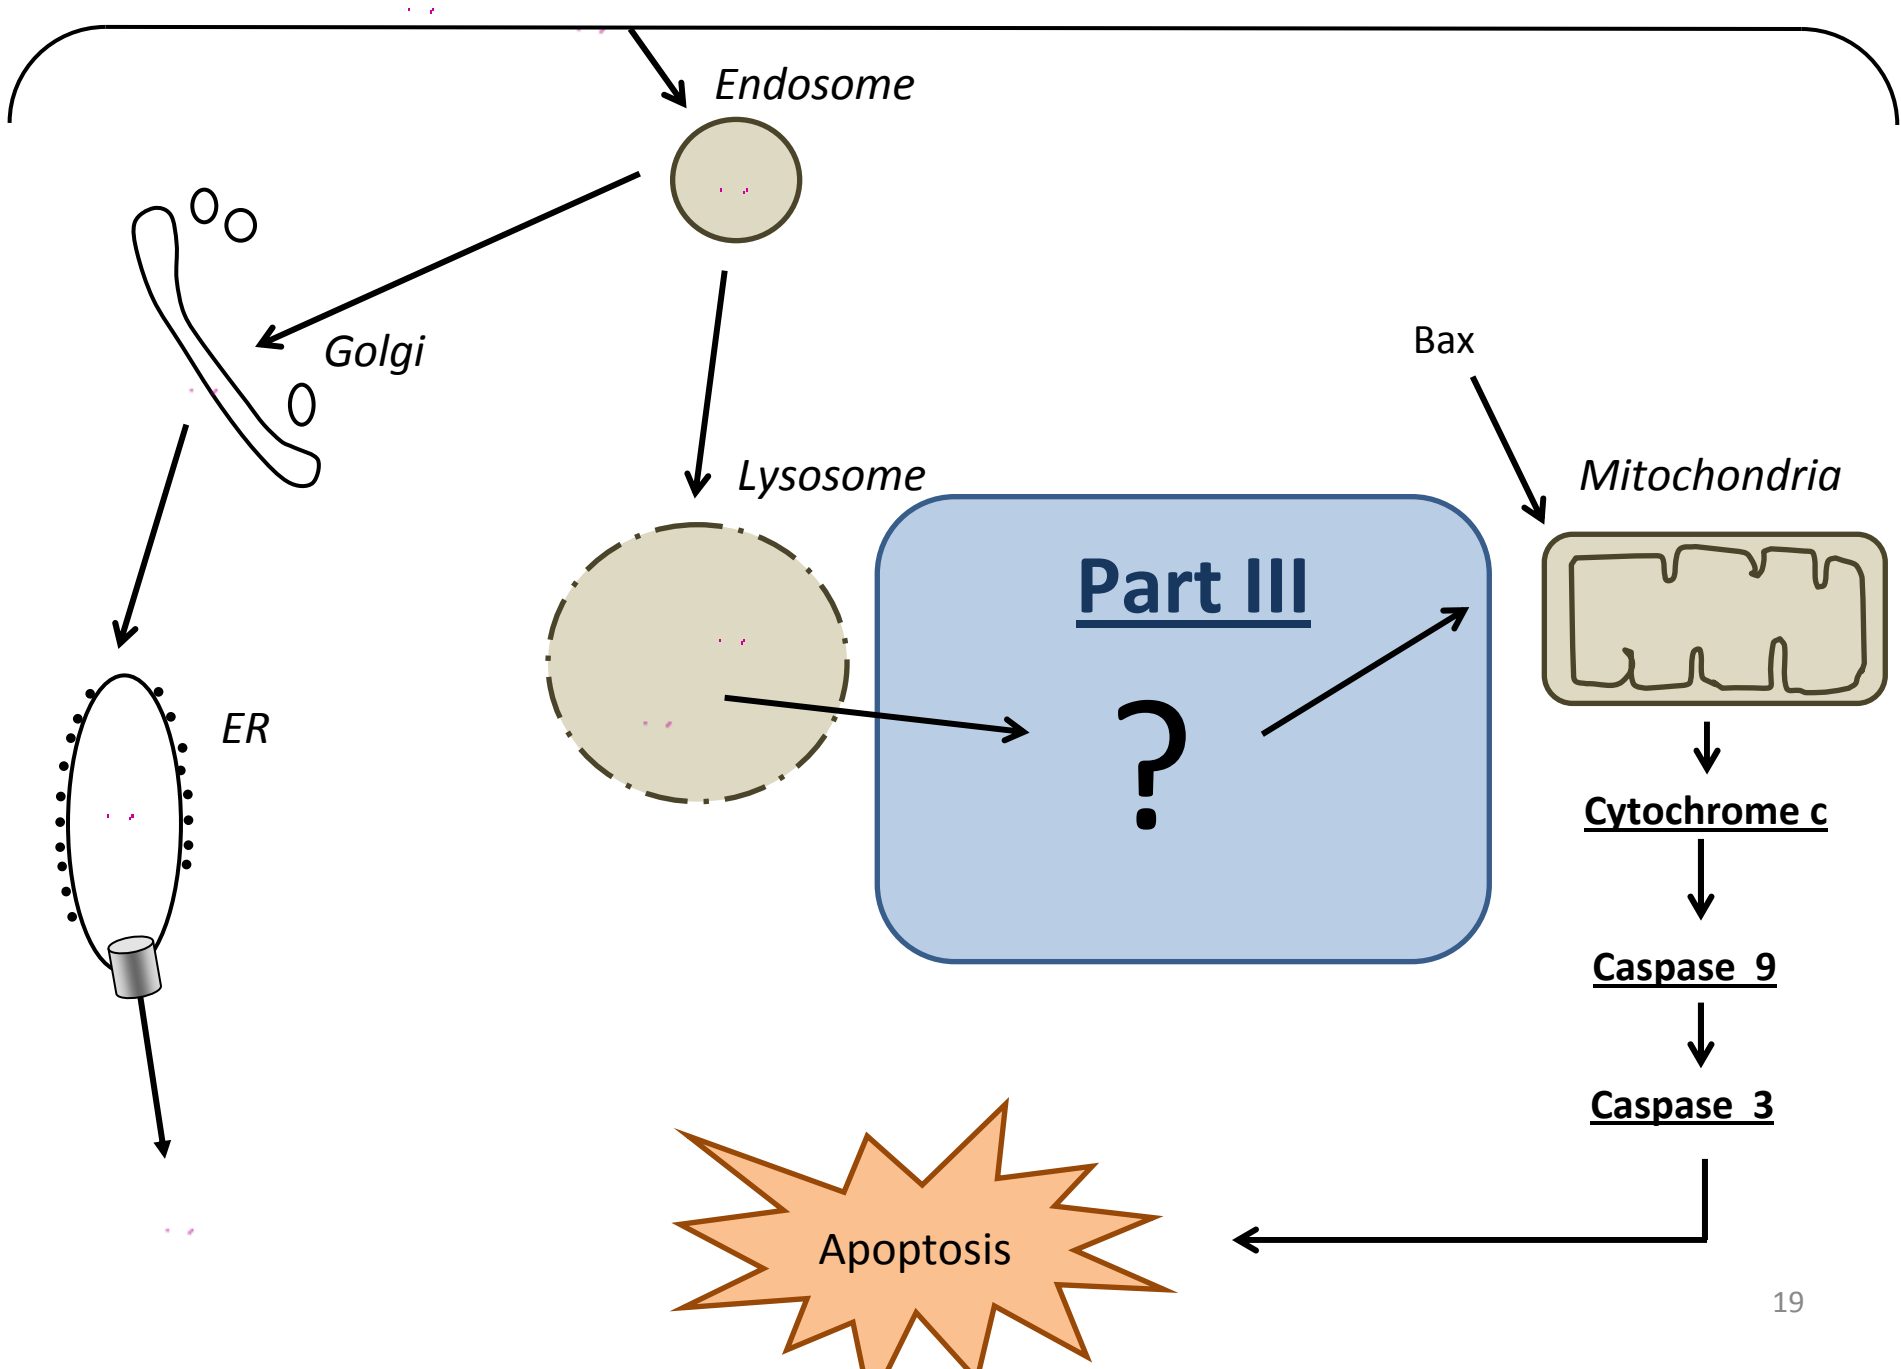 Endosome
Golgi
Bax
Lysosome
Mitochondria
Part III
?
ER
Cytochrome c
Caspase 9
Caspase 3
Apoptosis
19